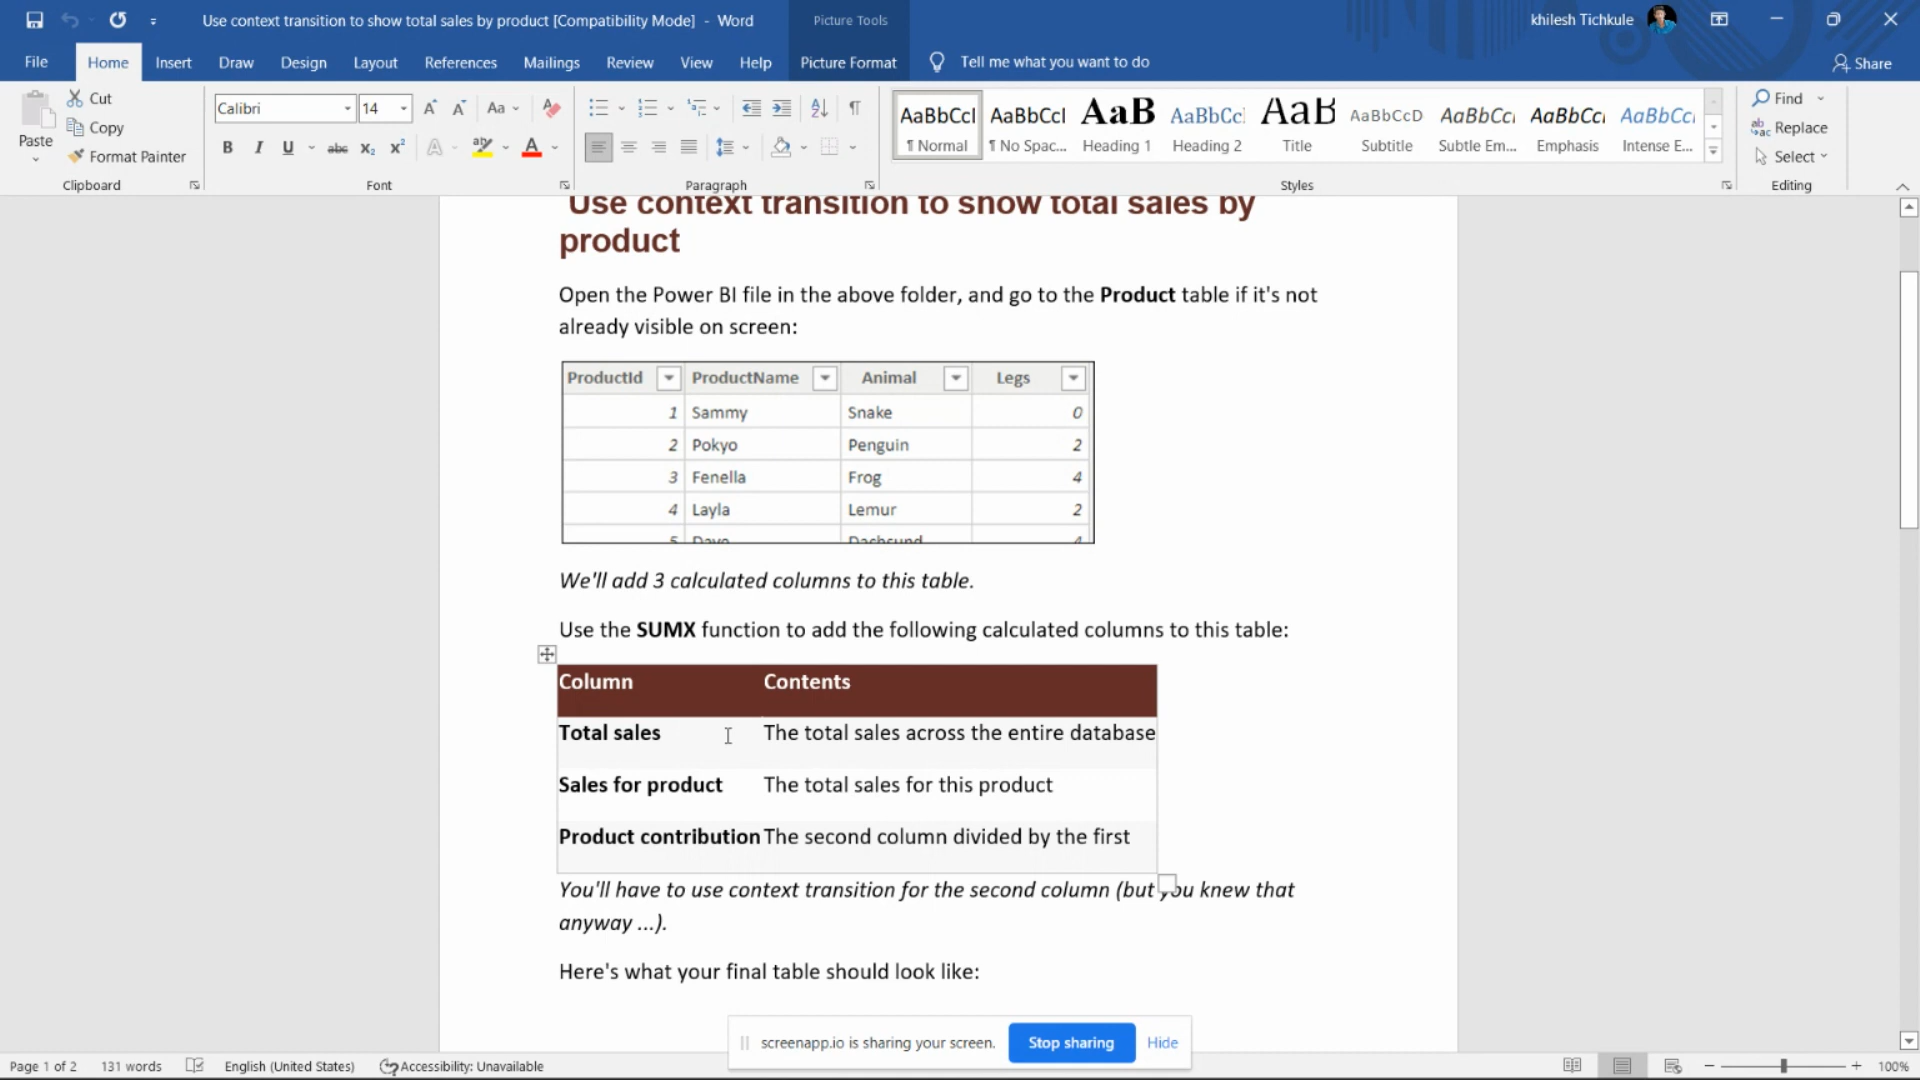 Use context transition to show total sales by product [Compatibility Mode] - Word
Picture Tools
khilesh Tichkule
File Home Insert Draw Design Layout References Mailings Review View Help Picture Format Tell me what you want to do Share
Paste
Cut
Copy
Format Painter
Clipboard
Calibri 14
Font
Paragraph
AaBbCcI AaBbCcI AaB AaBbCc AaB AaBbCcD AaBbCcI AaBbCcI AaBbCcI
¶ Normal ¶ No Spac... Heading 1 Heading 2 Title Subtitle Subtle Em... Emphasis Intense E...
Styles
Find
Replace
Select
Editing
Use context transition to show total sales by
product
Open the Power BI file in the above folder, and go to the Product table if it's not
already visible on screen:
ProductId ProductName Animal Legs
1 Sammy Snake 0
2 Pokyo Penguin 2
3 Fenella Frog 4
4 Layla Lemur 2
5 Dave Dachsund 4
We'll add 3 calculated columns to this table.
Use the SUMX function to add the following calculated columns to this table:
Column Contents
Total sales The total sales across the entire database
Sales for product The total sales for this product
Product contribution The second column divided by the first
You'll have to use context transition for the second column (but you knew that
anyway ...).
Here's what your final table should look like:
screenapp.io is sharing your screen. Stop sharing Hide
Page 1 of 2 131 words English (United States) Accessibility: Unavailable 100%